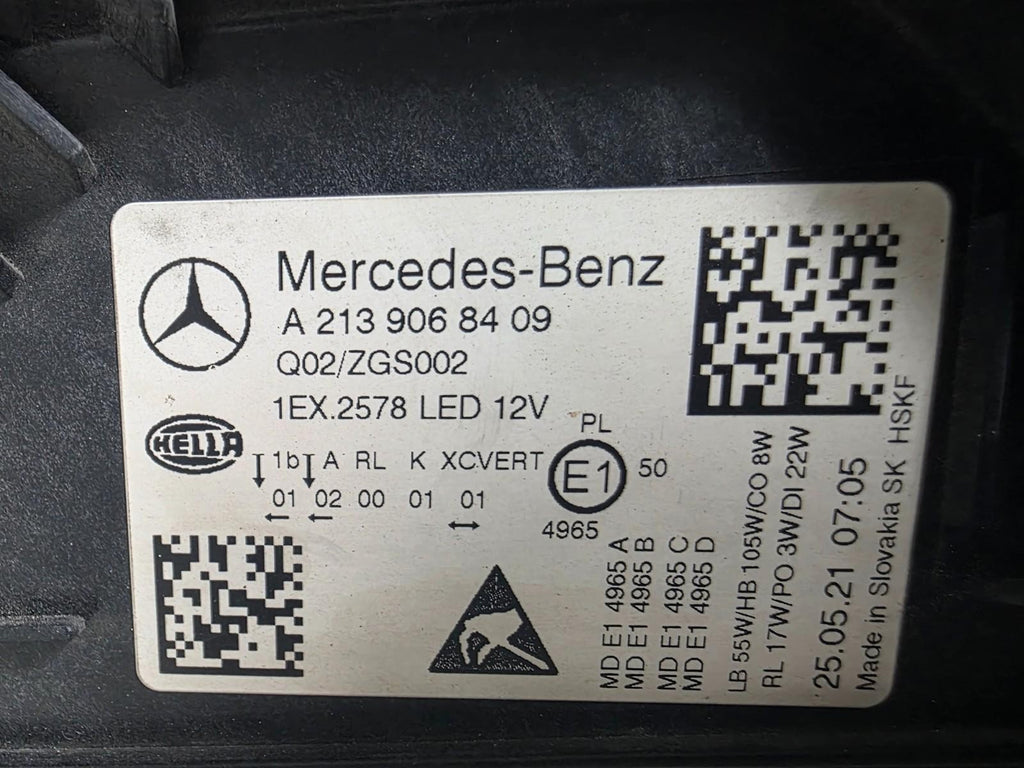 Mercedes-Benz
A 213 906 84 09
Q02/ZGS002
1EX.2578 LED 12V
HELLA
1b A RL K XCVERT
01 02 00 01 01
PL
E1
50
4965
MD E1 4965 A
MD E1 4965 B
MD E1 4965 C
MD E1 4965 D
LB 55W/HB 105W/CO 8W
RL 17W/PO 3W/DI 22W
25.05.21 07:05
Made in Slovakia SK HSKF